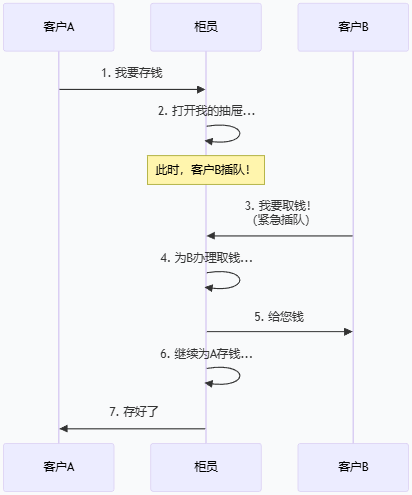 客户A
柜员
客户B
1. 我要存钱
2. 打开我的抽屉...
此时，客户B插队！
3. 我要取钱！
（紧急插队）
4. 为B办理取钱...
5. 给您钱
6. 继续为A存钱...
7. 存好了
客户A
柜员
客户B